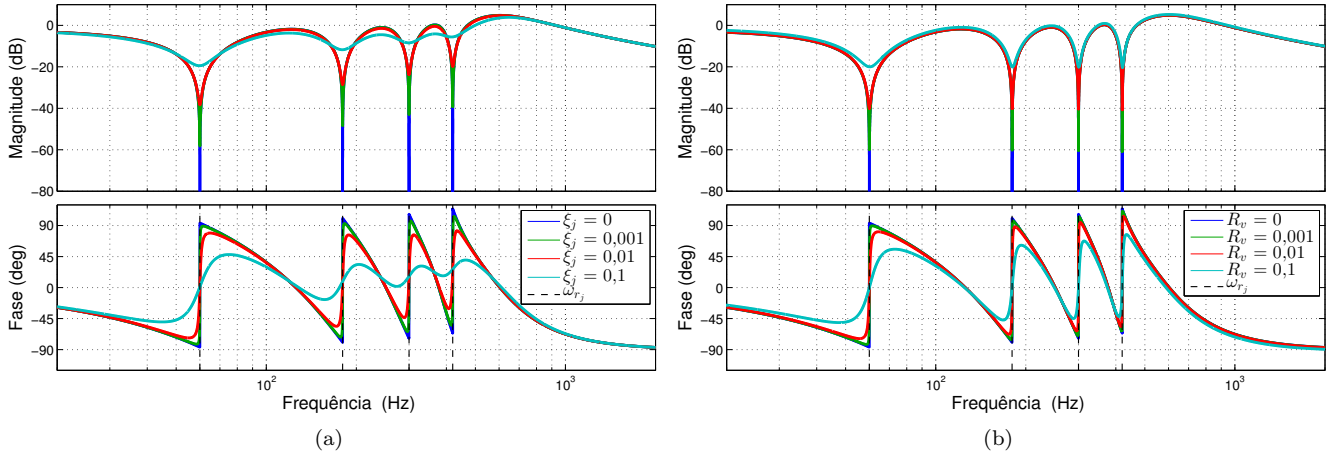 0
−20
−40
−60
−80
Magnitude (dB)
90
45
0
−45
−90
Fase (deg)
ξj = 0
ξj = 0,001
ξj = 0,01
ξj = 0,1
ωrj
10²
10³
Frequência (Hz)
(a)
0
−20
−40
−60
−80
Magnitude (dB)
90
45
0
−45
−90
Fase (deg)
Rv = 0
Rv = 0,001
Rv = 0,01
Rv = 0,1
ωrj
10²
10³
Frequência (Hz)
(b)